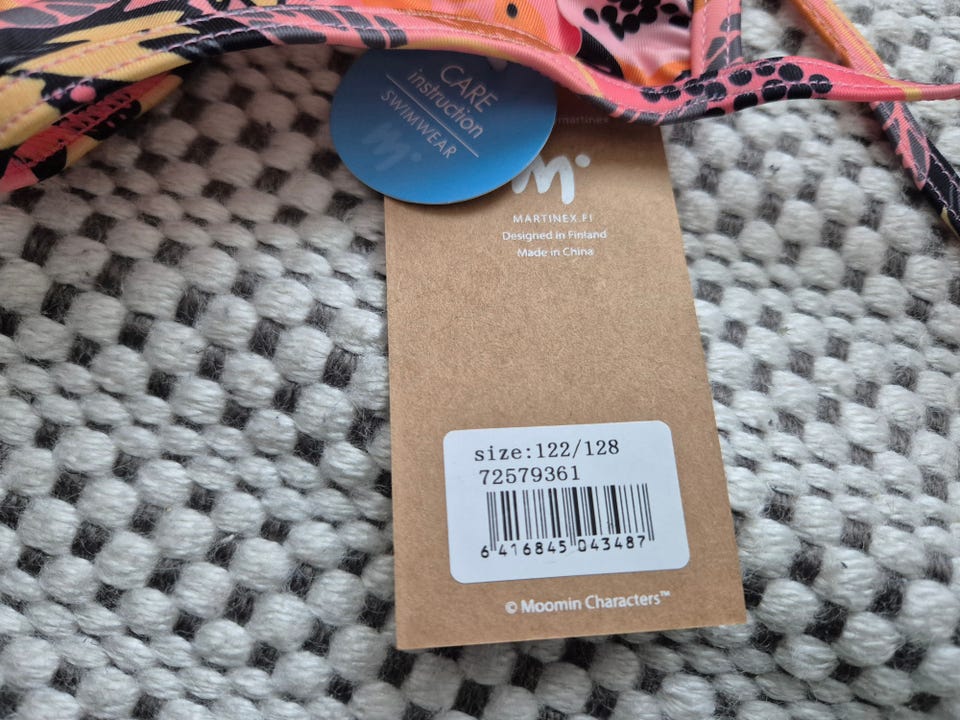 CARE
instruction
SWIMWEAR
m
martinex
m
MARTINEX.FI
Designed in Finland
Made in China
size:122/128
72579361
6 416845 043487
© Moomin Characters™